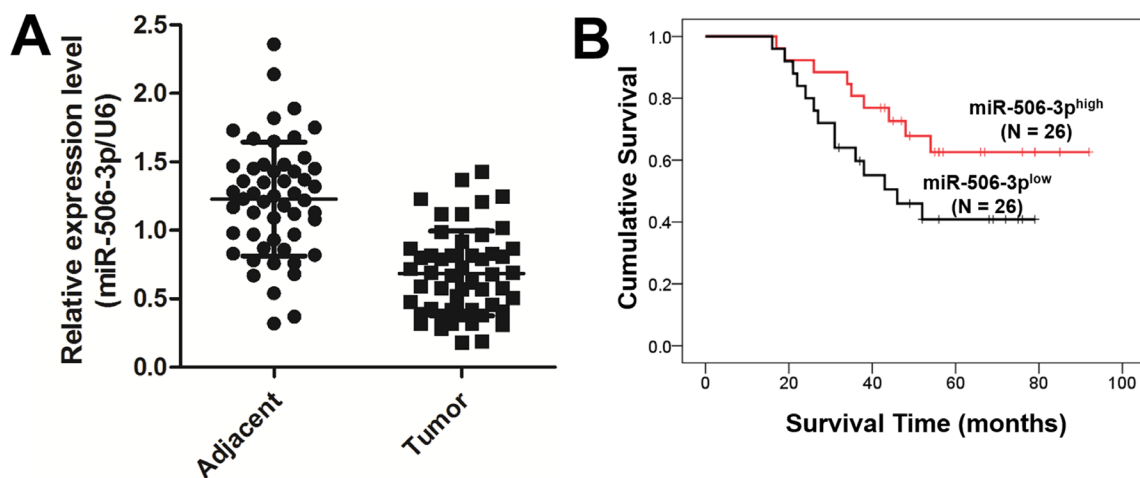 A
Relative expression level
(miR-506-3p/U6)
2.5
2.0
1.5
1.0
0.5
0.0
Adjacent
Tumor
B
Cumulative Survival
1.0
0.8
0.6
0.4
0.2
0.0
miR-506-3phigh
(N = 26)
miR-506-3plow
(N = 26)
0
20
40
60
80
100
Survival Time (months)